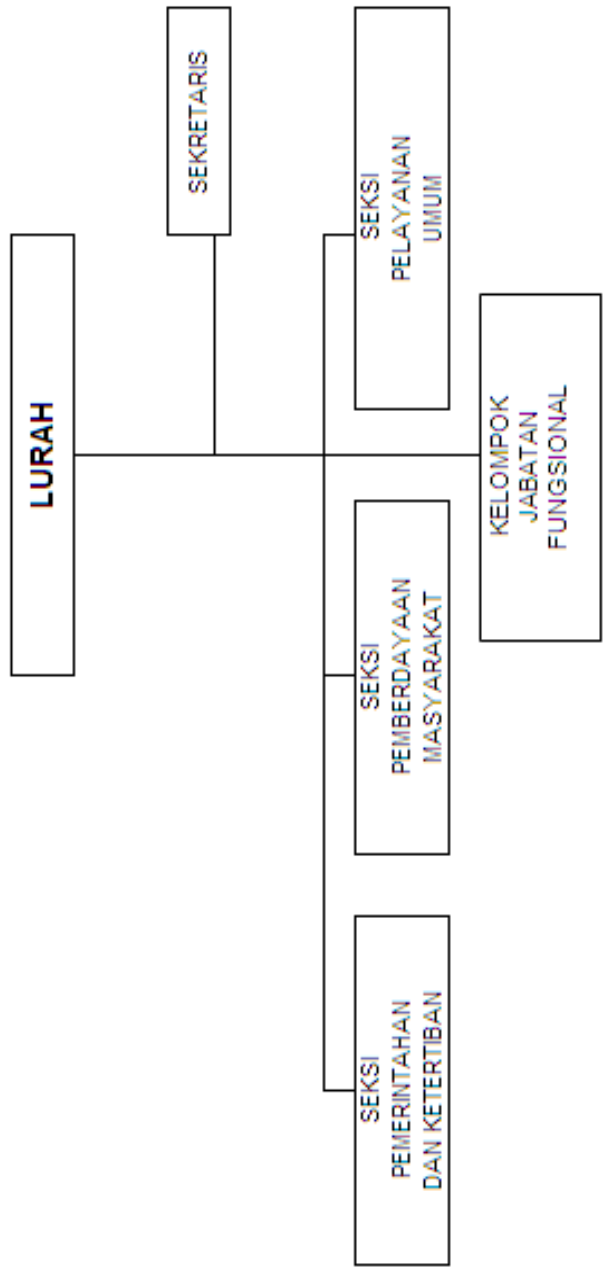 LURAH
SEKRETARIS
SEKSI
PEMERINTAHAN
DAN KETERTIBAN
SEKSI
PEMBERDAYAAN
MASYARAKAT
SEKSI
PELAYANAN
UMUM
KELOMPOK
JABATAN
FUNGSIONAL